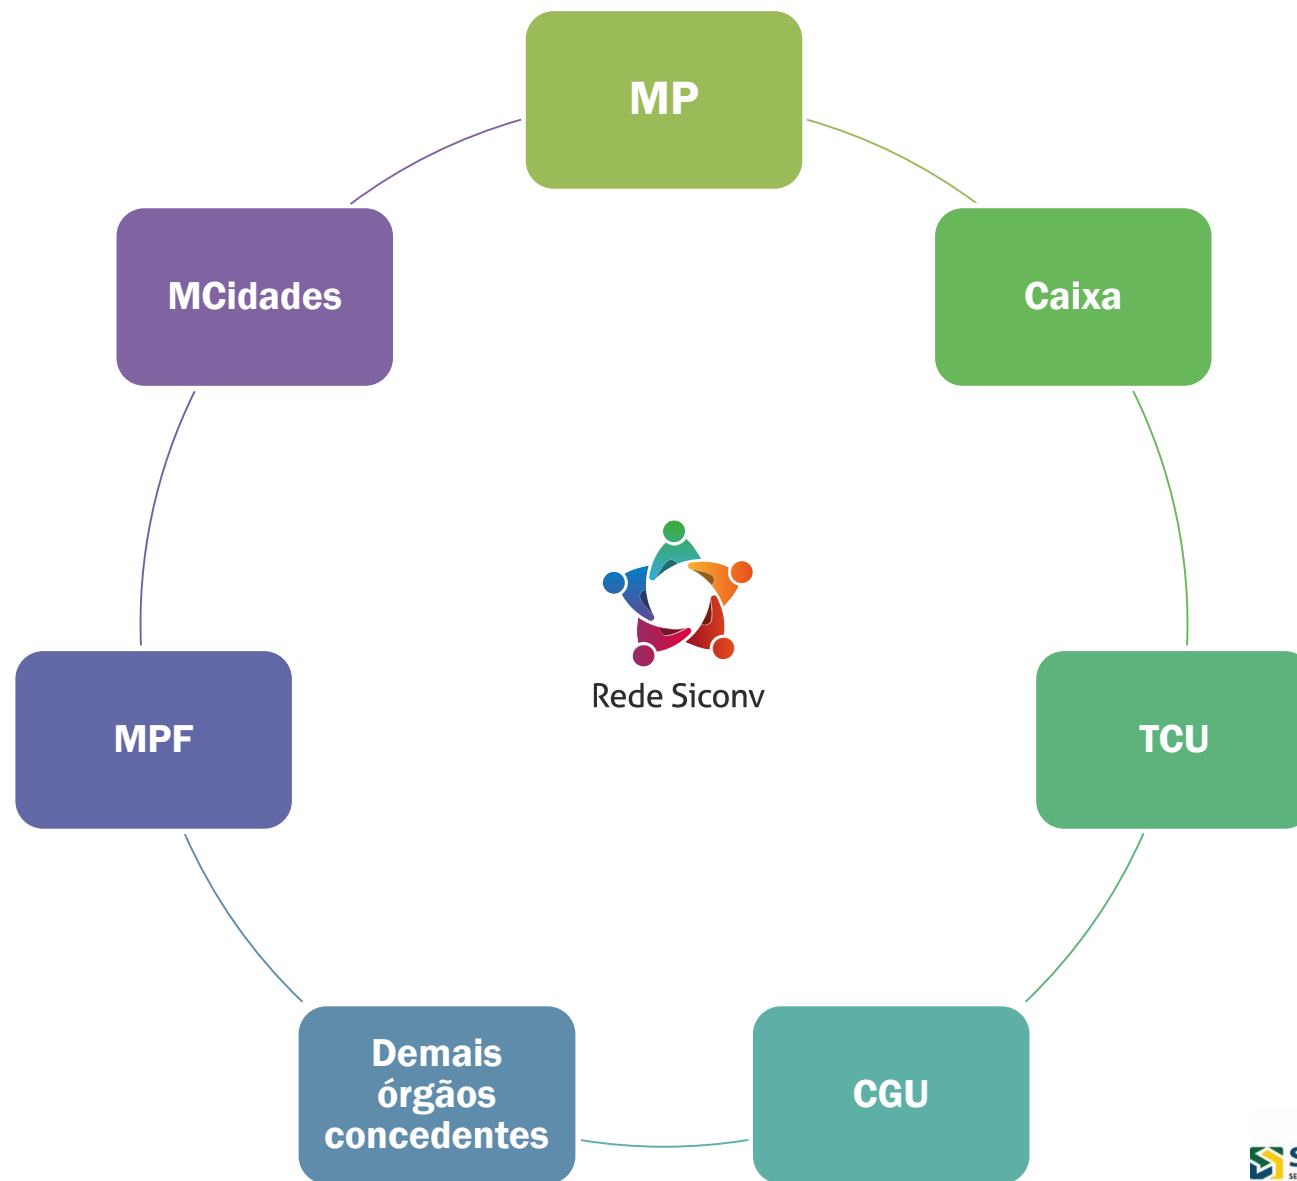 MP
MCidades
Caixa
Rede Siconv
MPF
TCU
Demais
órgãos
concedentes
CGU